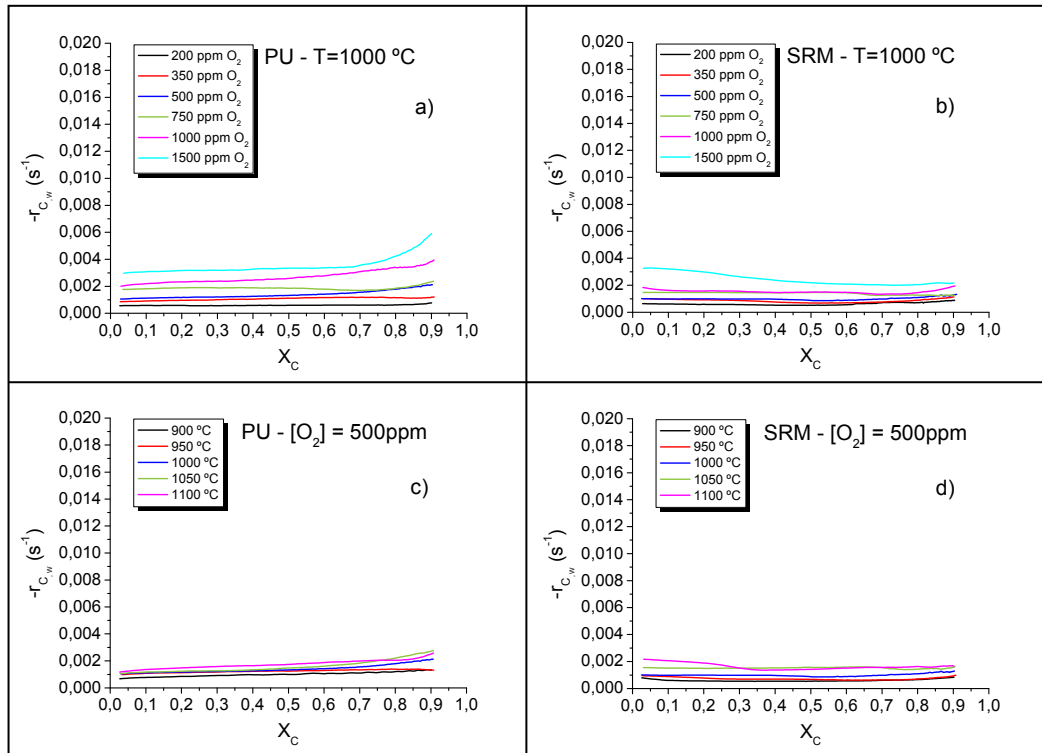 PU - T=1000 ºC
200 ppm O₂
350 ppm O₂
500 ppm O₂
750 ppm O₂
1000 ppm O₂
1500 ppm O₂
a)
0,020
0,018
0,016
0,014
0,012
0,010
0,008
0,006
0,004
0,002
0,000
-r_{C,w} (s⁻¹)
0,0 0,1 0,2 0,3 0,4 0,5 0,6 0,7 0,8 0,9 1,0
X_C
SRM - T=1000 ºC
200 ppm O₂
350 ppm O₂
500 ppm O₂
750 ppm O₂
1000 ppm O₂
1500 ppm O₂
b)
0,020
0,018
0,016
0,014
0,012
0,010
0,008
0,006
0,004
0,002
0,000
-r_{C,w} (s⁻¹)
0,0 0,1 0,2 0,3 0,4 0,5 0,6 0,7 0,8 0,9 1,0
X_C
PU - [O₂] = 500ppm
900 ºC
950 ºC
1000 ºC
1050 ºC
1100 ºC
c)
0,020
0,018
0,016
0,014
0,012
0,010
0,008
0,006
0,004
0,002
0,000
-r_{C,w} (s⁻¹)
0,0 0,1 0,2 0,3 0,4 0,5 0,6 0,7 0,8 0,9 1,0
X_C
SRM - [O₂] = 500ppm
900 ºC
950 ºC
1000 ºC
1050 ºC
1100 ºC
d)
0,020
0,018
0,016
0,014
0,012
0,010
0,008
0,006
0,004
0,002
0,000
-r_{C,w} (s⁻¹)
0,0 0,1 0,2 0,3 0,4 0,5 0,6 0,7 0,8 0,9 1,0
X_C